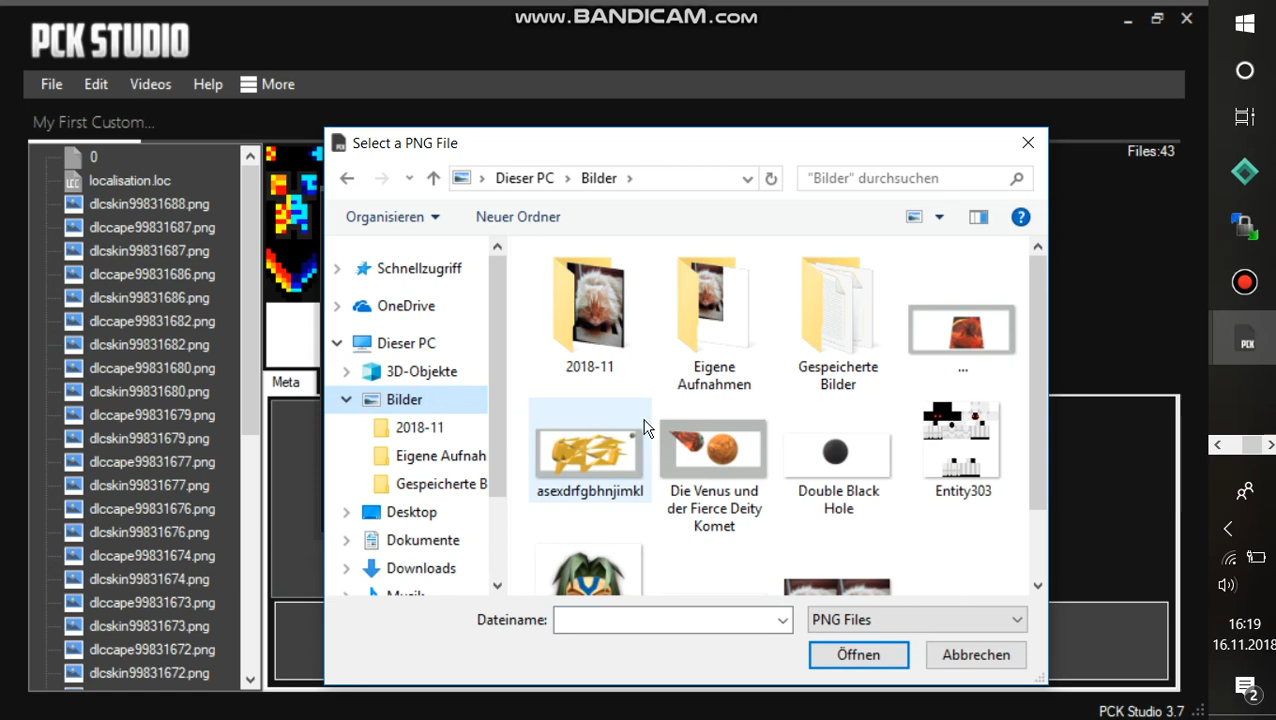 www.BANDICAM.com
PCK STUDIO
File Edit Videos Help More
My First Custom...
Files:43
0
localisation.loc
dlcskin99831688.png
dlccape99831687.png
dlcskin99831687.png
dlccape99831686.png
dlcskin99831686.png
dlccape99831682.png
dlcskin99831682.png
dlccape99831680.png
dlcskin99831680.png
dlccape99831679.png
dlcskin99831679.png
dlccape99831677.png
dlcskin99831677.png
dlccape99831676.png
dlcskin99831676.png
dlccape99831674.png
dlcskin99831674.png
dlccape99831673.png
dlcskin99831673.png
dlccape99831672.png
dlcskin99831672.png
Meta
Select a PNG File
Dieser PC > Bilder >
"Bilder" durchsuchen
Organisieren
Neuer Ordner
Schnellzugriff
OneDrive
Dieser PC
3D-Objekte
Bilder
2018-11
Eigene Aufnah
Gespeicherte B
Desktop
Dokumente
Downloads
2018-11
Eigene
Aufnahmen
Gespeicherte
Bilder
...
asexdrfgbhnjimkl
Die Venus und
der Fierce Deity
Komet
Double Black
Hole
Entity303
Dateiname:
PNG Files
Öffnen
Abbrechen
PCK
16:19
16.11.2018
2
PCK Studio 3.7